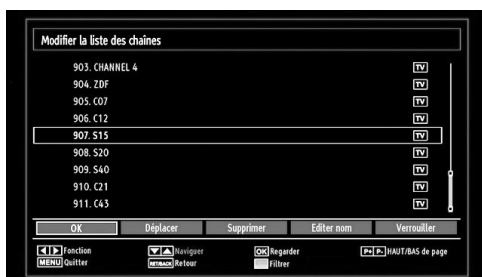 Modifier la liste des chaînes
903. CHANNEL 4 TV
904. ZDF TV
905. C07 TV
906. C12 TV
907. S15 TV
908. S20 TV
909. S40 TV
910. C21 TV
911. C43 TV
OK Déplacer Supprimer Editer nom Verrouiller
Fonction Naviguer OK Regarder P+ P- HAUT/BAS de page
MENU Quitter RET/BACK Retour Filtrer